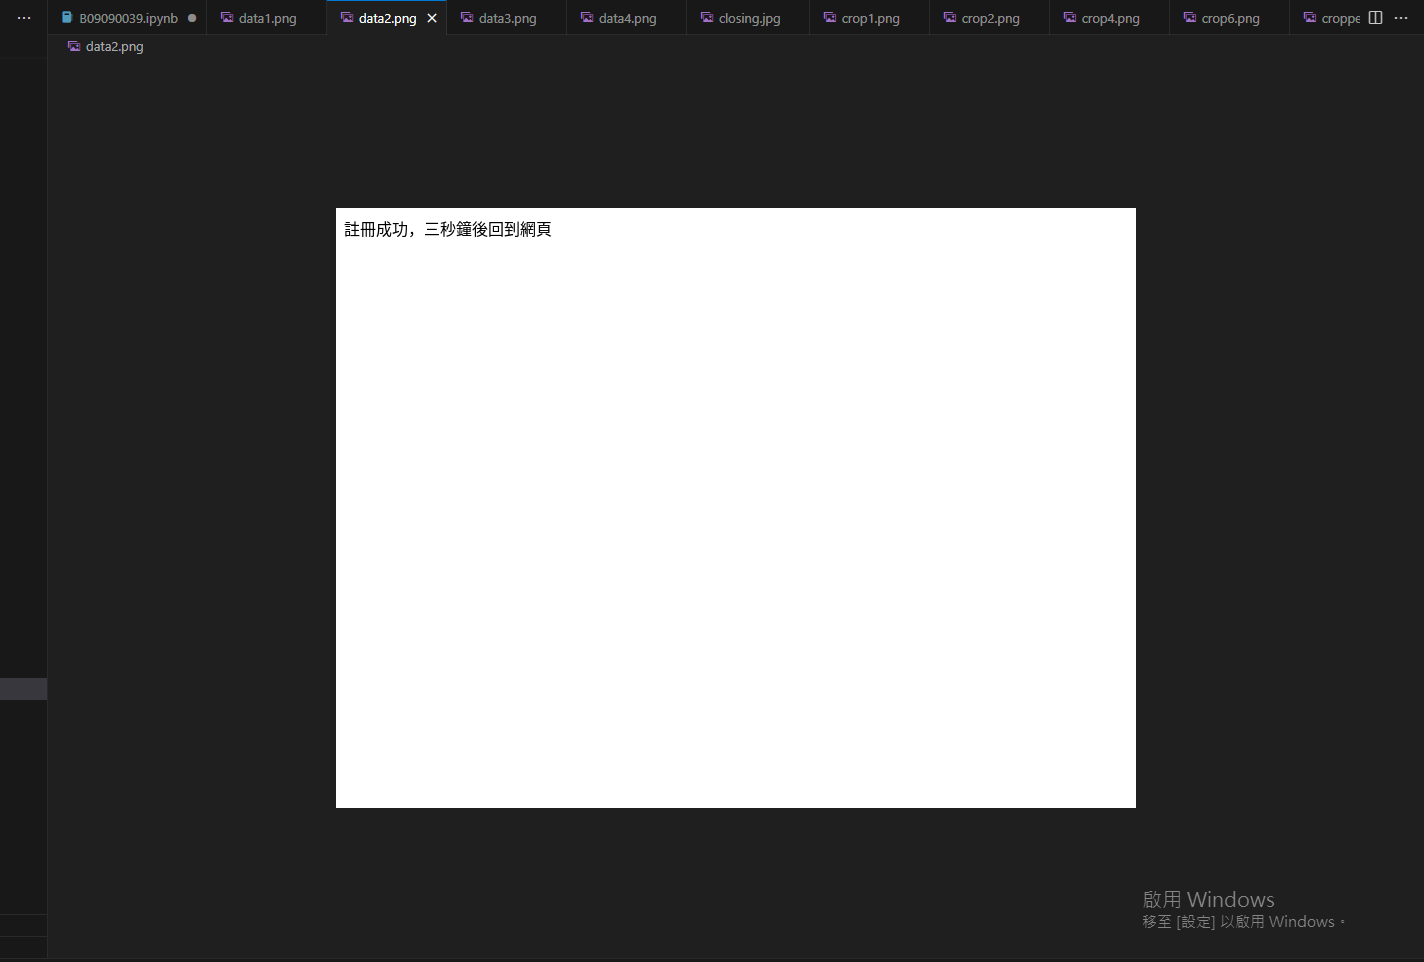 B09090039.ipynb
data1.png
data2.png
data3.png
data4.png
closing.jpg
crop1.png
crop2.png
crop4.png
crop6.png
croppe
data2.png
註冊成功，三秒鐘後回到網頁
啟用 Windows
移至 [設定] 以啟用 Windows。